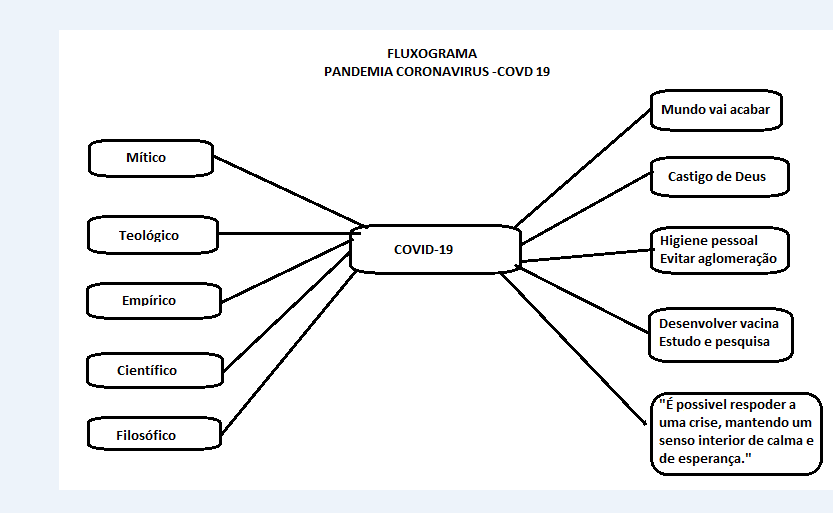 FLUXOGRAMA
PANDEMIA CORONAVIRUS -COVD 19
Mítico
Teológico
Empírico
Científico
Filosófico
COVID-19
Mundo vai acabar
Castigo de Deus
Higiene pessoal
Evitar aglomeração
Desenvolver vacina
Estudo e pesquisa
"É possivel respoder a
uma crise, mantendo um
senso interior de calma e
de esperança."